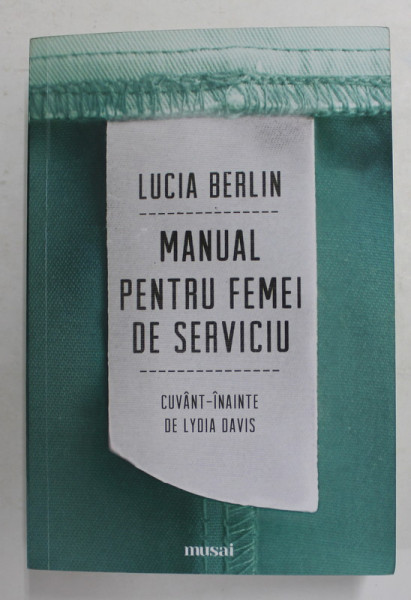 LUCIA BERLIN
MANUAL
PENTRU FEMEI
DE SERVICIU
CUVÂNT-ÎNAINTE
DE LYDIA DAVIS
musai